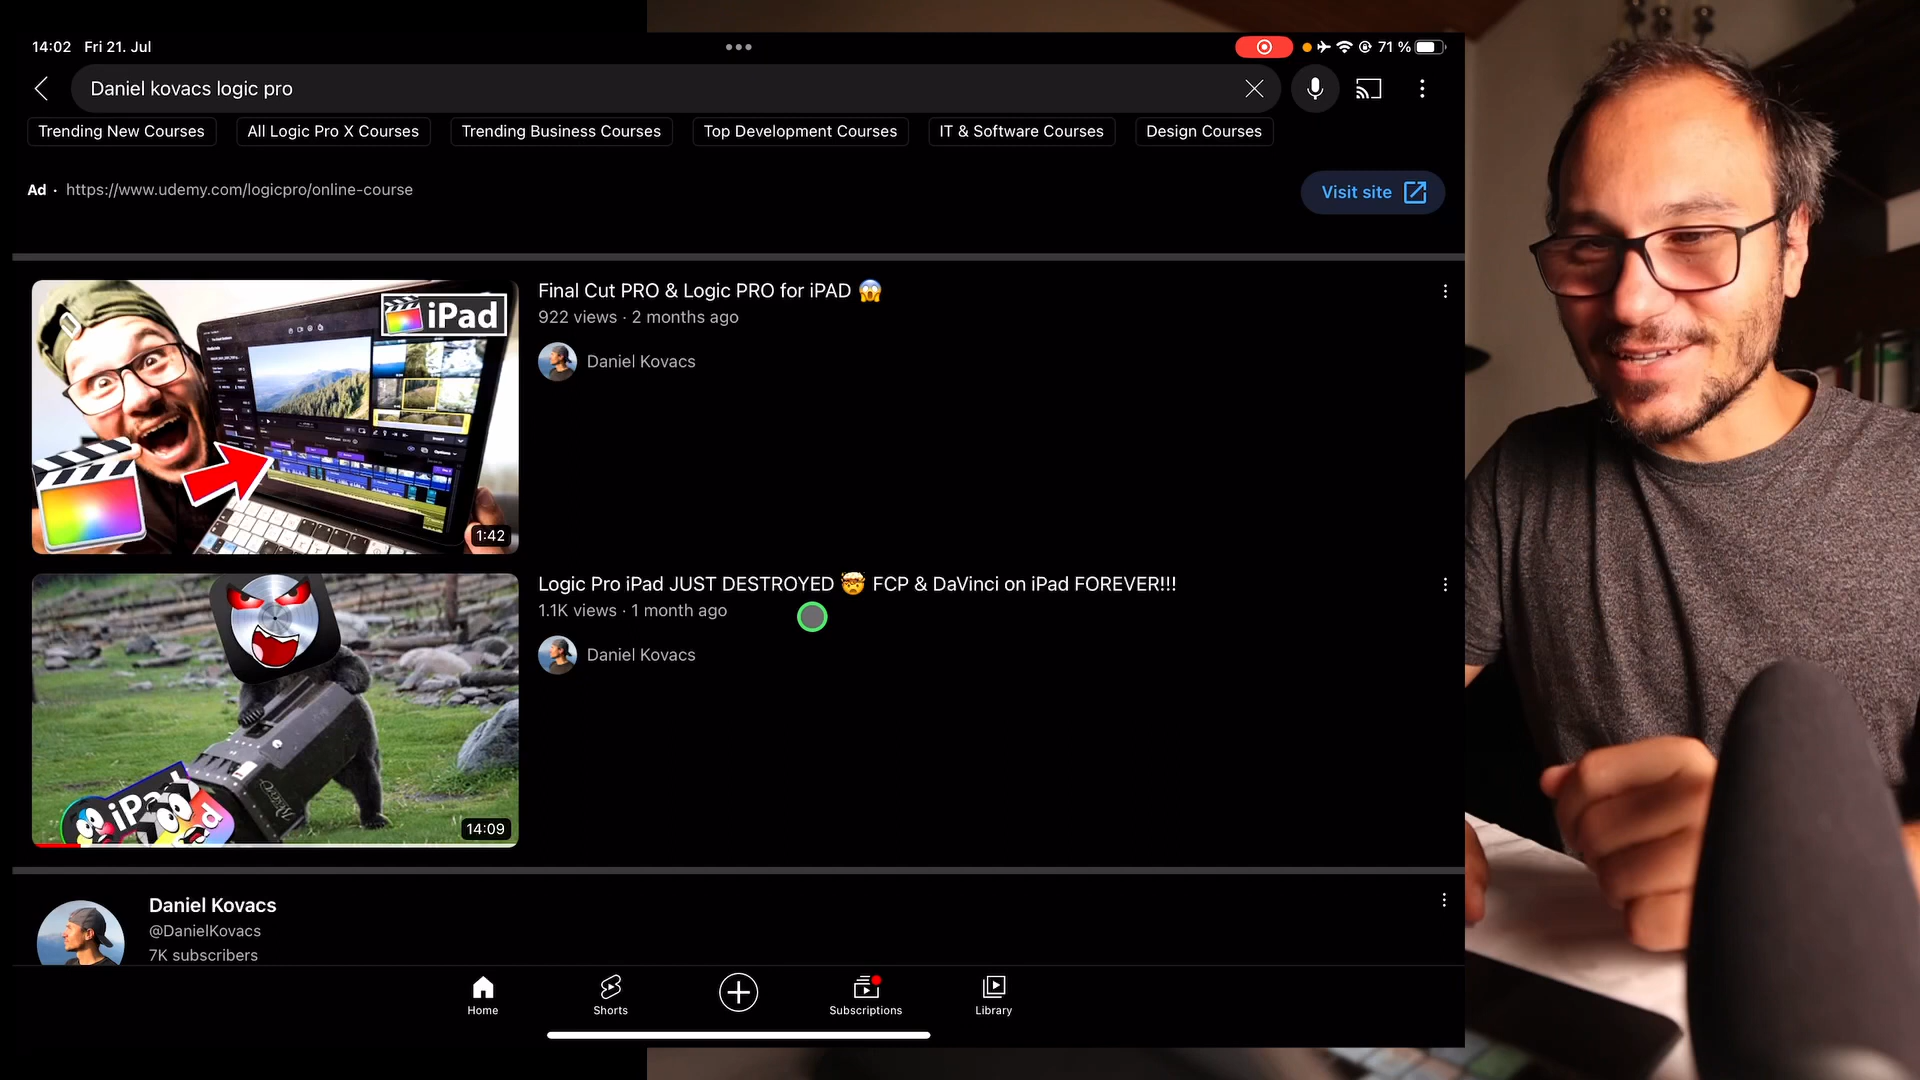 14:02 Fri 21. Jul
71 %
Daniel kovacs logic pro
Trending New Courses
All Logic Pro X Courses
Trending Business Courses
Top Development Courses
IT & Software Courses
Design Courses
Ad · https://www.udemy.com/logicpro/online-course
Visit site
iPad
1:42
Final Cut PRO & Logic PRO for iPAD 😱
922 views · 2 months ago
Daniel Kovacs
14:09
Logic Pro iPad JUST DESTROYED 🤯 FCP & DaVinci on iPad FOREVER!!!
1.1K views · 1 month ago
Daniel Kovacs
Daniel Kovacs
@DanielKovacs
7K subscribers
Home
Shorts
Subscriptions
Library